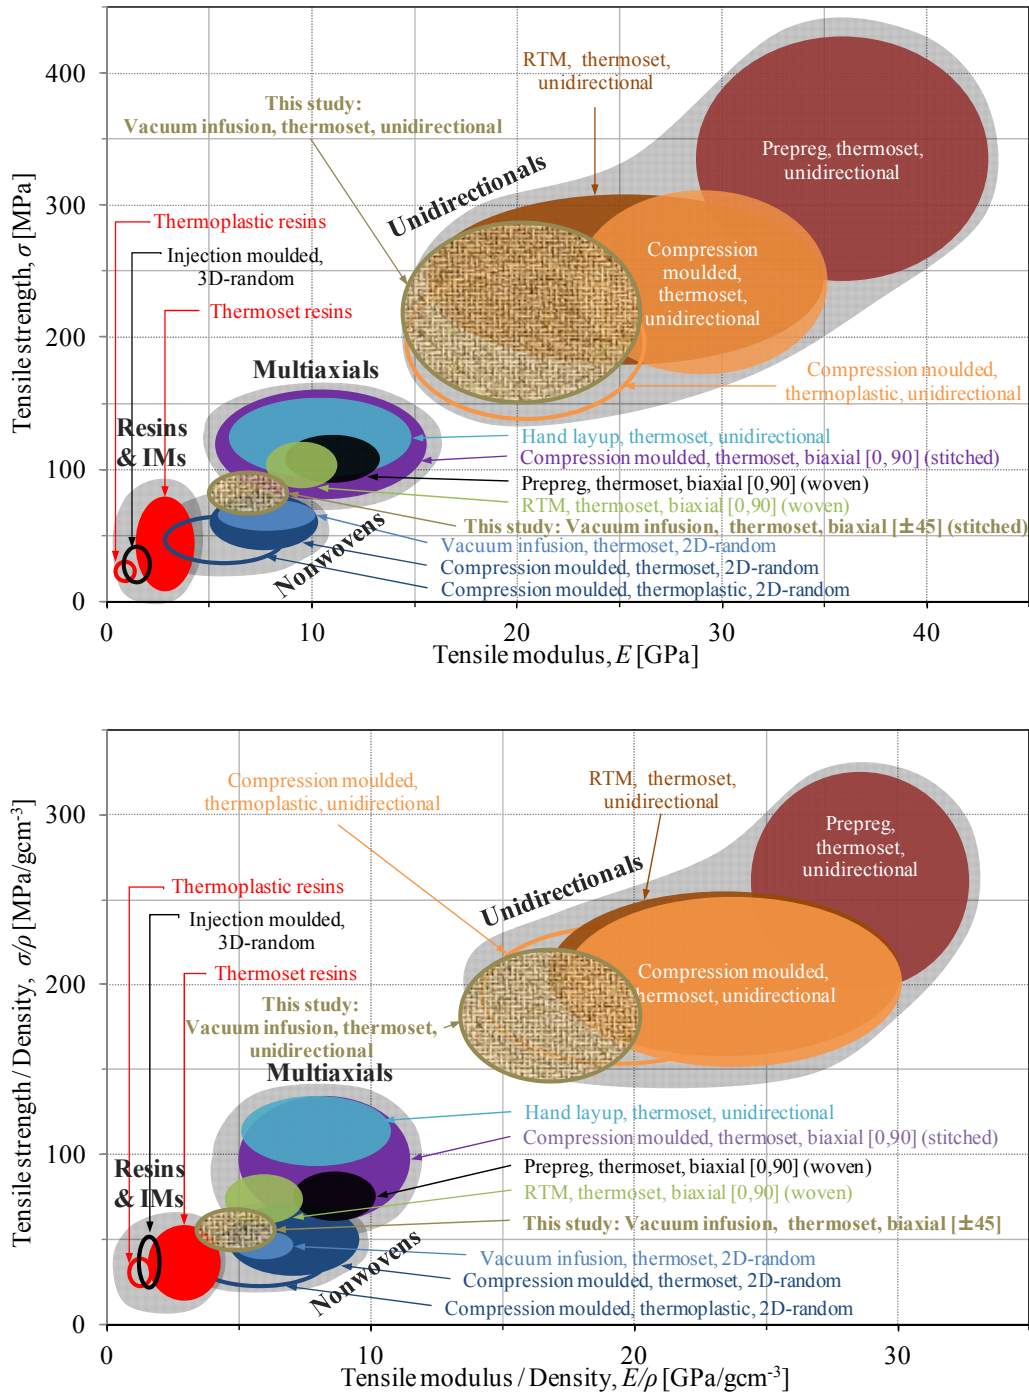 400
300
200
100
0
Tensile strength, σ [MPa]
RTM, thermoset,
unidirectional
This study:
Vacuum infusion, thermoset, unidirectional
Prepreg, thermoset,
unidirectional
Unidirectionals
Thermoplastic resins
Injection moulded,
3D-random
Thermoset resins
Compression
moulded,
thermoset,
unidirectional
Multiaxials
Compression moulded,
thermoplastic, unidirectional
Resins
& IMs
Hand layup, thermoset, unidirectional
Compression moulded, thermoset, biaxial [0, 90] (stitched)
Prepreg, thermoset, biaxial [0,90] (woven)
RTM, thermoset, biaxial [0,90] (woven)
This study: Vacuum infusion, thermoset, biaxial [±45] (stitched)
Vacuum infusion, thermoset, 2D-random
Compression moulded, thermoset, 2D-random
Compression moulded, thermoplastic, 2D-random
Nonwovens
0 10 20 30 40
Tensile modulus, E [GPa]
300
200
100
0
Tensile strength / Density, σ/ρ [MPa/gcm-3]
Compression moulded,
thermoplastic, unidirectional
RTM, thermoset,
unidirectional
Prepreg,
thermoset,
unidirectional
Unidirectionals
Thermoplastic resins
Injection moulded,
3D-random
Thermoset resins
Compression moulded,
thermoset, unidirectional
This study:
Vacuum infusion, thermoset,
unidirectional
Multiaxials
Hand layup, thermoset, unidirectional
Compression moulded, thermoset, biaxial [0,90] (stitched)
Resins
& IMs
Prepreg, thermoset, biaxial [0,90] (woven)
RTM, thermoset, biaxial [0,90] (woven)
This study: Vacuum infusion, thermoset, biaxial [±45]
Vacuum infusion, thermoset, 2D-random
Compression moulded, thermoset, 2D-random
Compression moulded, thermoplastic, 2D-random
Nonwovens
0 10 20 30
Tensile modulus / Density, E/ρ [GPa/gcm-3]